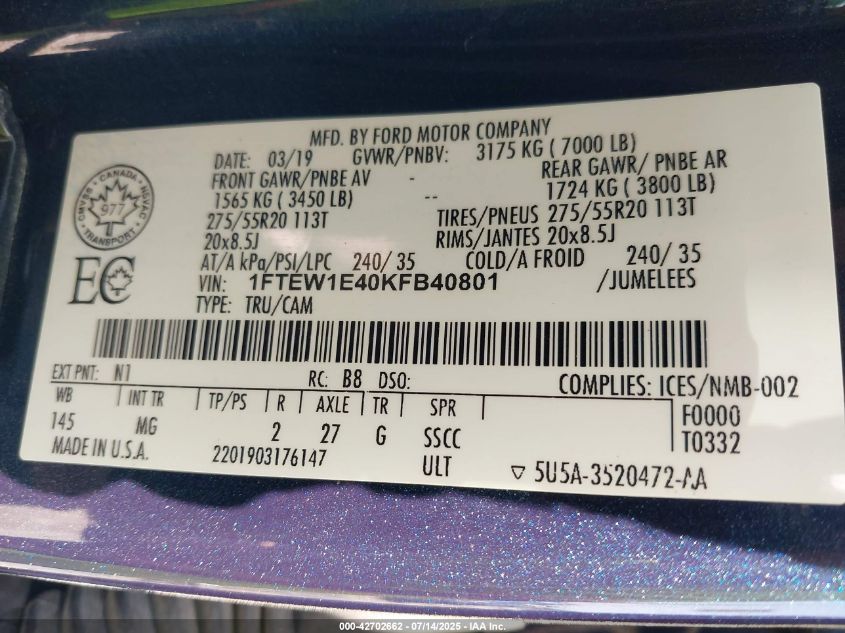 MFD. BY FORD MOTOR COMPANY
DATE: 03/19 GVWR/PNBV: 3175 KG ( 7000 LB)
FRONT GAWR/PNBE AV - REAR GAWR/ PNBE AR
1565 KG ( 3450 LB) -- 1724 KG ( 3800 LB)
275/55R20 113T TIRES/PNEUS 275/55R20 113T
20x8.5J RIMS/JANTES 20x8.5J
AT/A kPa/PSI/LPC 240/ 35 COLD/A FROID 240/ 35
VIN: 1FTEW1E40KFB40801 /JUMELEES
TYPE: TRU/CAM
CMVSS - CANADA - NSVAC
977
- TRANSPORT -
EC
EXT PNT: N1 RC: B8 DSO: COMPLIES: ICES/NMB-002
WB INT TR TP/PS R AXLE TR SPR F0000
145 MG 2 27 G SSCC T0332
MADE IN U.S.A. 2201903176147 ULT ▽ 5U5A-3520472-AA
000-42702662 / 07/14/2025 - IAA Inc.